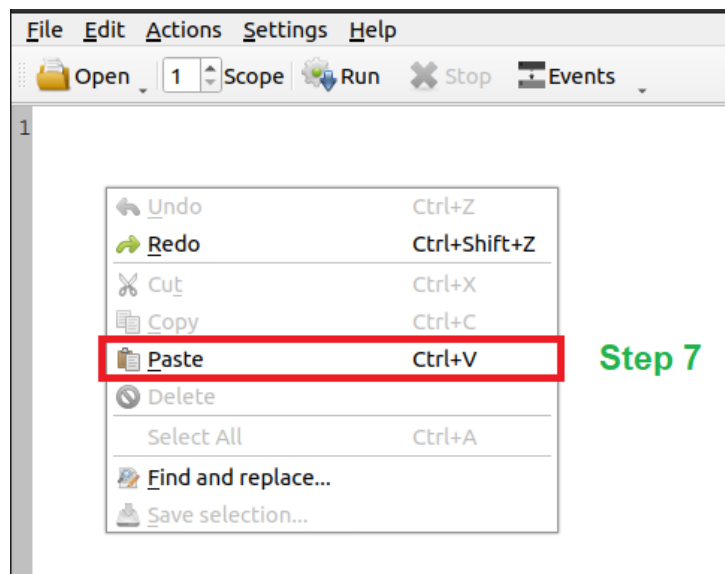 File Edit Actions Settings Help
Open 1 Scope Run Stop Events
1
Undo Ctrl+Z
Redo Ctrl+Shift+Z
Cut Ctrl+X
Copy Ctrl+C
Paste Ctrl+V Step 7
Delete
Select All Ctrl+A
Find and replace...
Save selection...